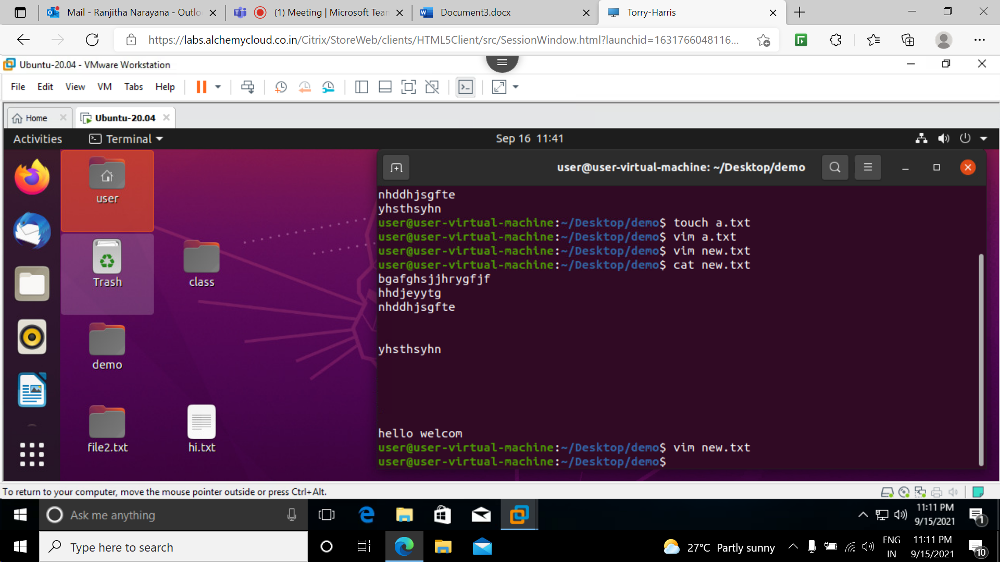 Mail - Ranjitha Narayana - Outlo
(1) Meeting | Microsoft Tean
Document3.docx
Torry-Harris
https://labs.alchemycloud.co.in/Citrix/StoreWeb/clients/HTML5Client/src/SessionWindow.html?launchid=1631766048116...
Ubuntu-20.04 - VMware Workstation
File Edit View VM Tabs Help
Home
Ubuntu-20.04
Activities
Terminal
Sep 16 11:41
user@user-virtual-machine: ~/Desktop/demo
user
Trash
class
demo
file2.txt
hi.txt
nhddhjsgfte
yhsthsyhn
user@user-virtual-machine:~/Desktop/demo$ touch a.txt
user@user-virtual-machine:~/Desktop/demo$ vim a.txt
user@user-virtual-machine:~/Desktop/demo$ vim new.txt
user@user-virtual-machine:~/Desktop/demo$ cat new.txt
bgafghsjjhrygfjf
hhdjeyytg
nhddhjsgfte
yhsthsyhn
hello welcom
user@user-virtual-machine:~/Desktop/demo$ vim new.txt
user@user-virtual-machine:~/Desktop/demo$
To return to your computer, move the mouse pointer outside or press Ctrl+Alt.
Ask me anything
11:11 PM
9/15/2021
1
Type here to search
27°C Partly sunny
ENG
IN
11:11 PM
9/15/2021
10